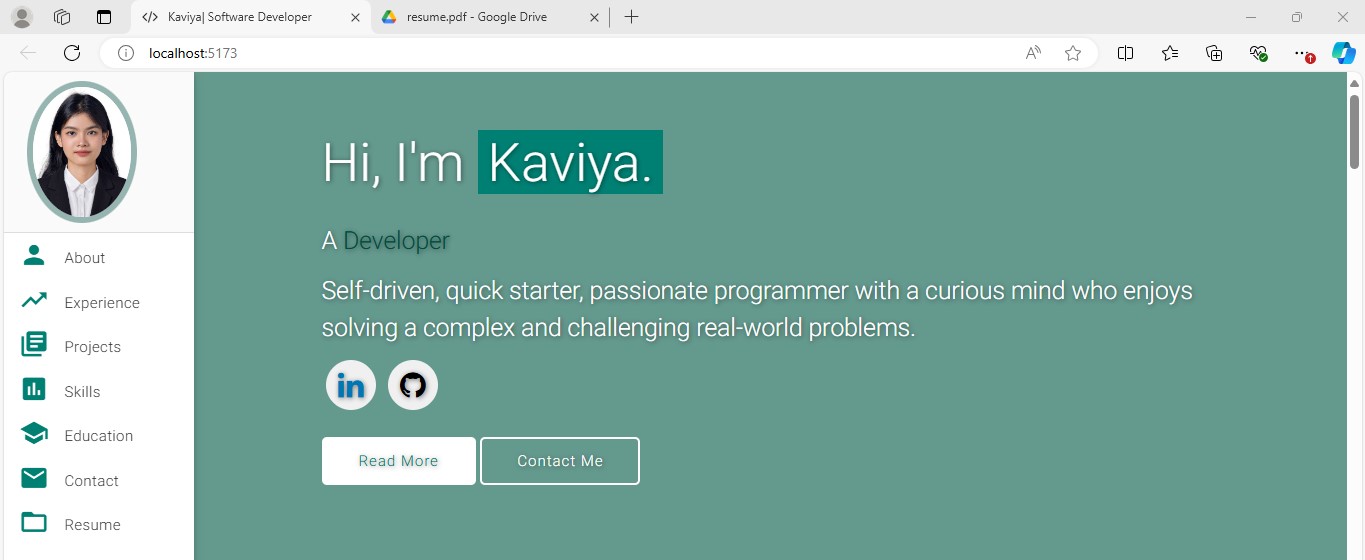 Kaviya| Software Developer
resume.pdf - Google Drive
localhost:5173
About
Experience
Projects
Skills
Education
Contact
Resume
Hi, I'm Kaviya.
A Developer
Self-driven, quick starter, passionate programmer with a curious mind who enjoys
solving a complex and challenging real-world problems.
in
Read More
Contact Me